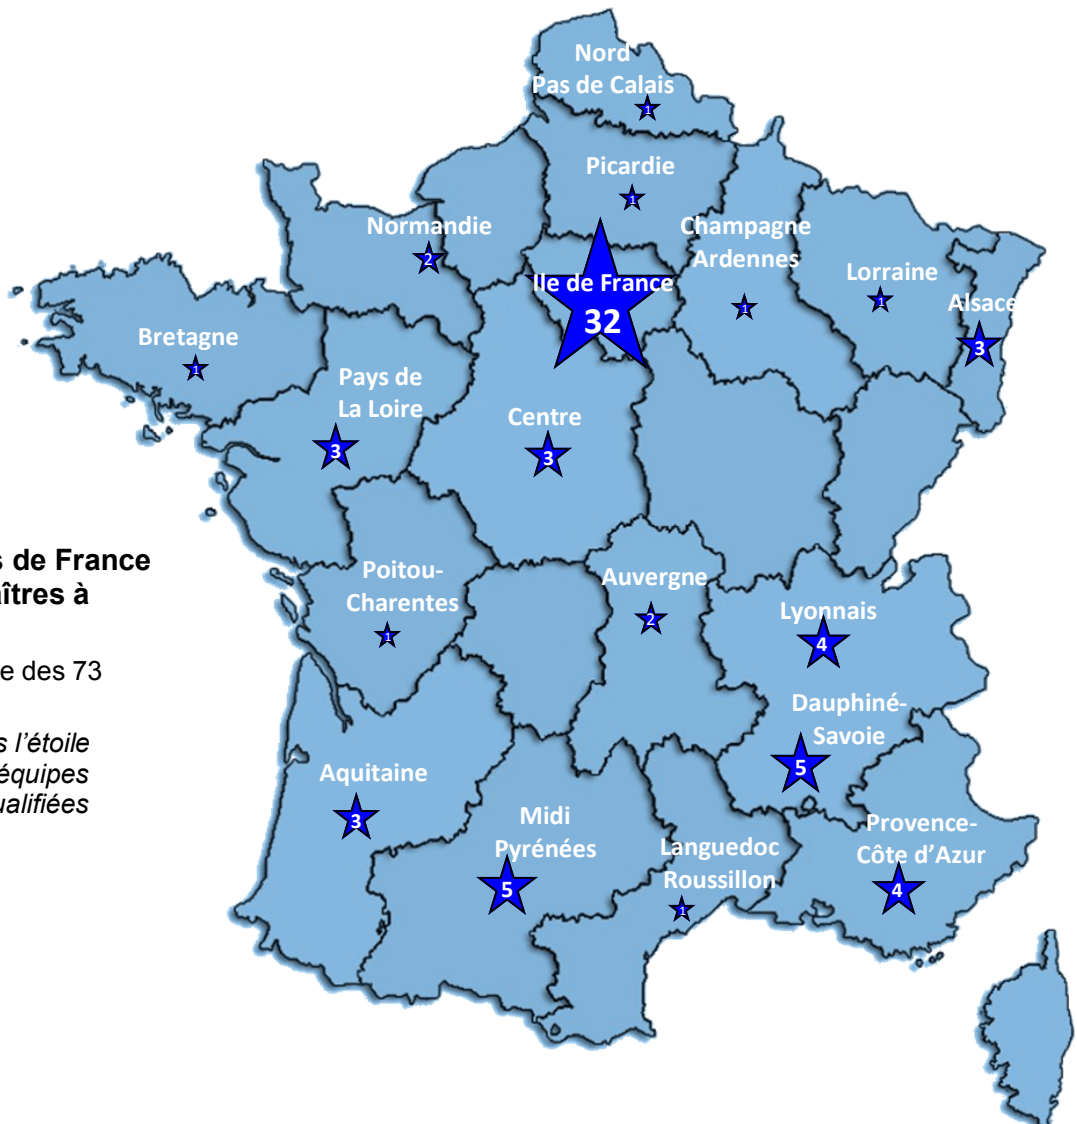 Nord
Pas de Calais
1
Picardie
1
Normandie
2
Champagne
Ardennes
1
Ile de France
32
Lorraine
1
Alsace
3
Bretagne
1
Pays de
La Loire
3
Centre
3
s de France
aîtres à
e des 73
s l’étoile
équipes
ualifiées
Poitou-
Charentes
1
Auvergne
2
Lyonnais
4
Dauphiné-
Savoie
5
Aquitaine
3
Midi
Pyrénées
5
Languedoc
Roussillon
1
Provence-
Côte d’Azur
4